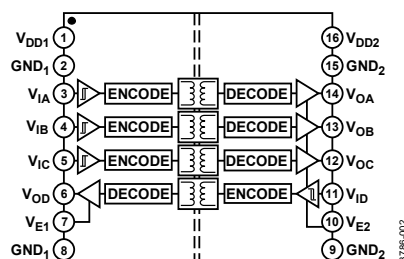 VDD1 1 16 VDD2
GND1 2 15 GND2
VIA 3 ENCODE DECODE 14 VOA
VIB 4 ENCODE DECODE 13 VOB
VIC 5 ENCODE DECODE 12 VOC
VOD 6 DECODE ENCODE 11 VID
VE1 7 10 VE2
GND1 8 9 GND2